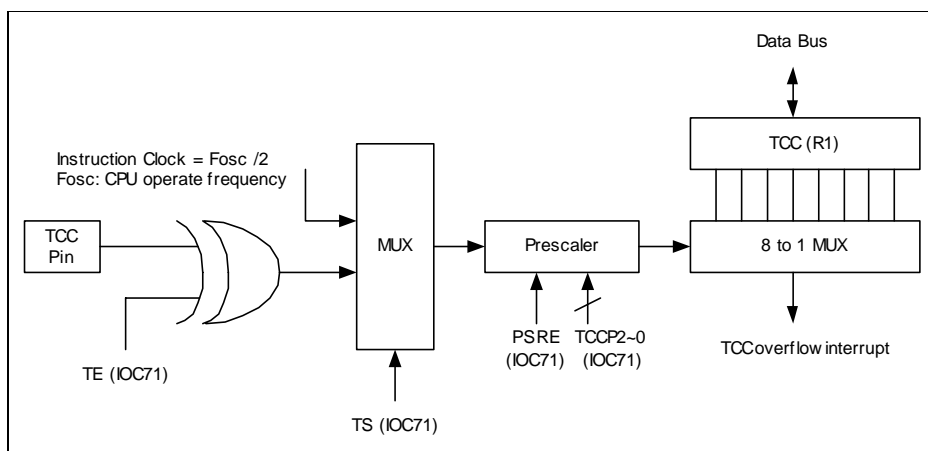 Data Bus
TCC (R1)
Instruction Clock = Fosc /2
Fosc: CPU operate frequency
TCC
Pin
MUX
Prescaler
8 to 1 MUX
PSRE
(IOC71)
TCCP2~0
(IOC71)
TCCoverflow interrupt
TE (IOC71)
TS (IOC71)